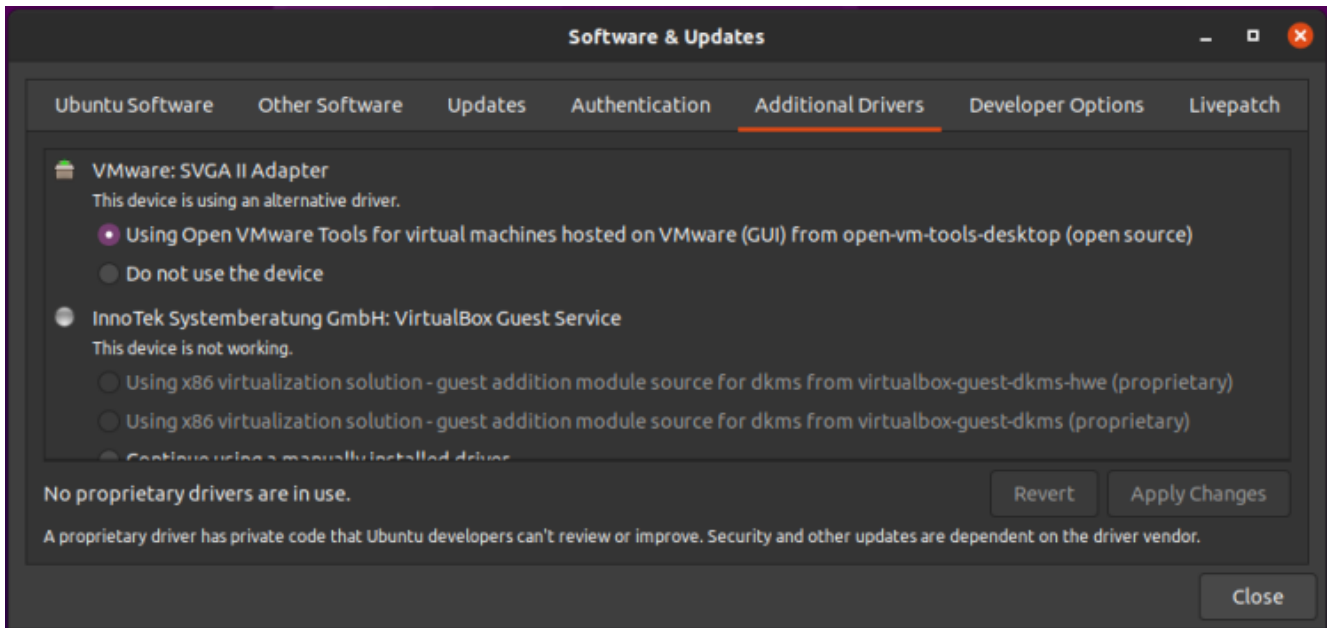 Software & Updates
Ubuntu Software Other Software Updates Authentication Additional Drivers Developer Options Livepatch
VMware: SVGA II Adapter
This device is using an alternative driver.
Using Open VMware Tools for virtual machines hosted on VMware (GUI) from open-vm-tools-desktop (open source)
Do not use the device
InnoTek Systemberatung GmbH: VirtualBox Guest Service
This device is not working.
Using x86 virtualization solution - guest addition module source for dkms from virtualbox-guest-dkms-hwe (proprietary)
Using x86 virtualization solution - guest addition module source for dkms from virtualbox-guest-dkms (proprietary)
Continue using a manually installed driver
No proprietary drivers are in use.
Revert Apply Changes
A proprietary driver has private code that Ubuntu developers can't review or improve. Security and other updates are dependent on the driver vendor.
Close